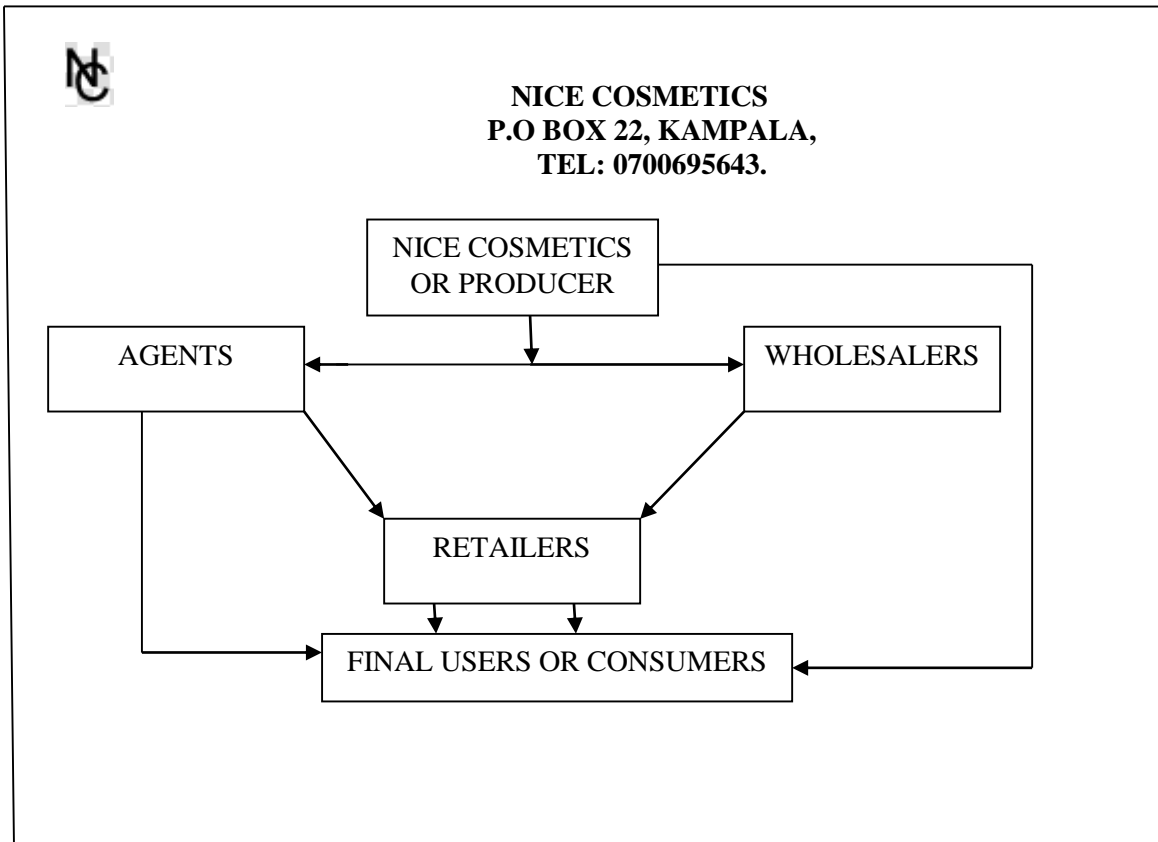 NC
NICE COSMETICS
P.O BOX 22, KAMPALA,
TEL: 0700695643.
NICE COSMETICS
OR PRODUCER
AGENTS
WHOLESALERS
RETAILERS
FINAL USERS OR CONSUMERS